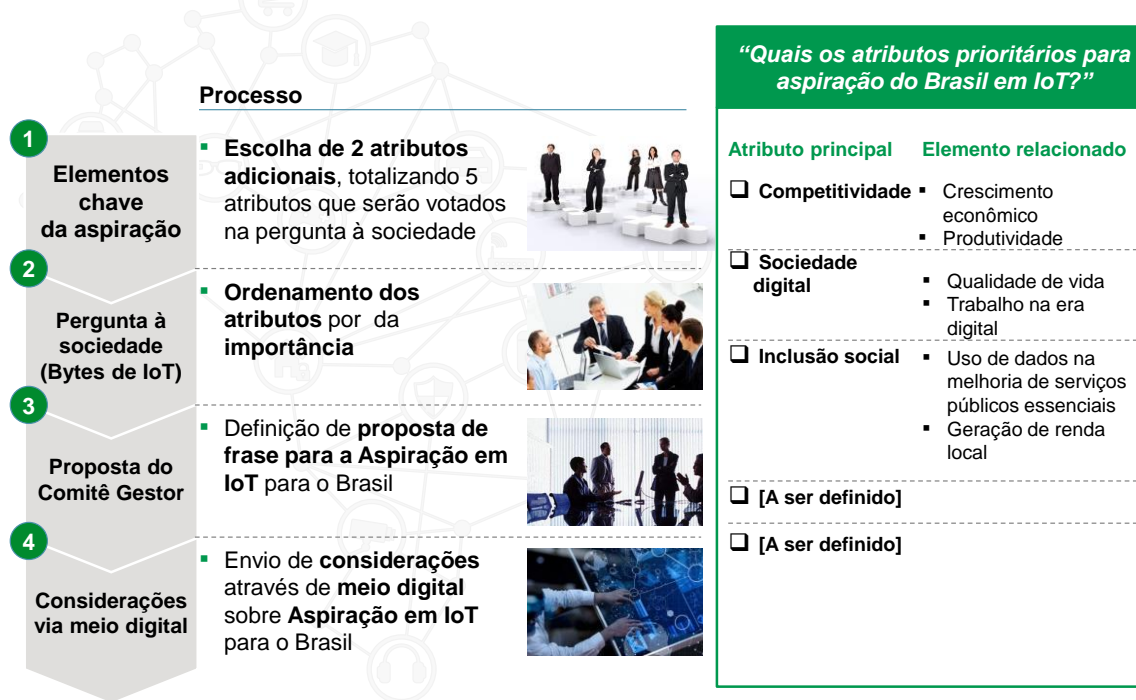 Processo
1
Elementos
chave
da aspiração
▪ Escolha de 2 atributos
adicionais, totalizando 5
atributos que serão votados
na pergunta à sociedade
2
Pergunta à
sociedade
(Bytes de IoT)
▪ Ordenamento dos
atributos por da
importância
3
Proposta do
Comitê Gestor
▪ Definição de proposta de
frase para a Aspiração em
IoT para o Brasil
4
Considerações
via meio digital
▪ Envio de considerações
através de meio digital
sobre Aspiração em IoT
para o Brasil
“Quais os atributos prioritários para
aspiração do Brasil em IoT?”
Atributo principal Elemento relacionado
❑ Competitividade ▪ Crescimento
econômico
▪ Produtividade
❑ Sociedade
digital
▪ Qualidade de vida
▪ Trabalho na era
digital
❑ Inclusão social ▪ Uso de dados na
melhoria de serviços
públicos essenciais
▪ Geração de renda
local
❑ [A ser definido]
❑ [A ser definido]